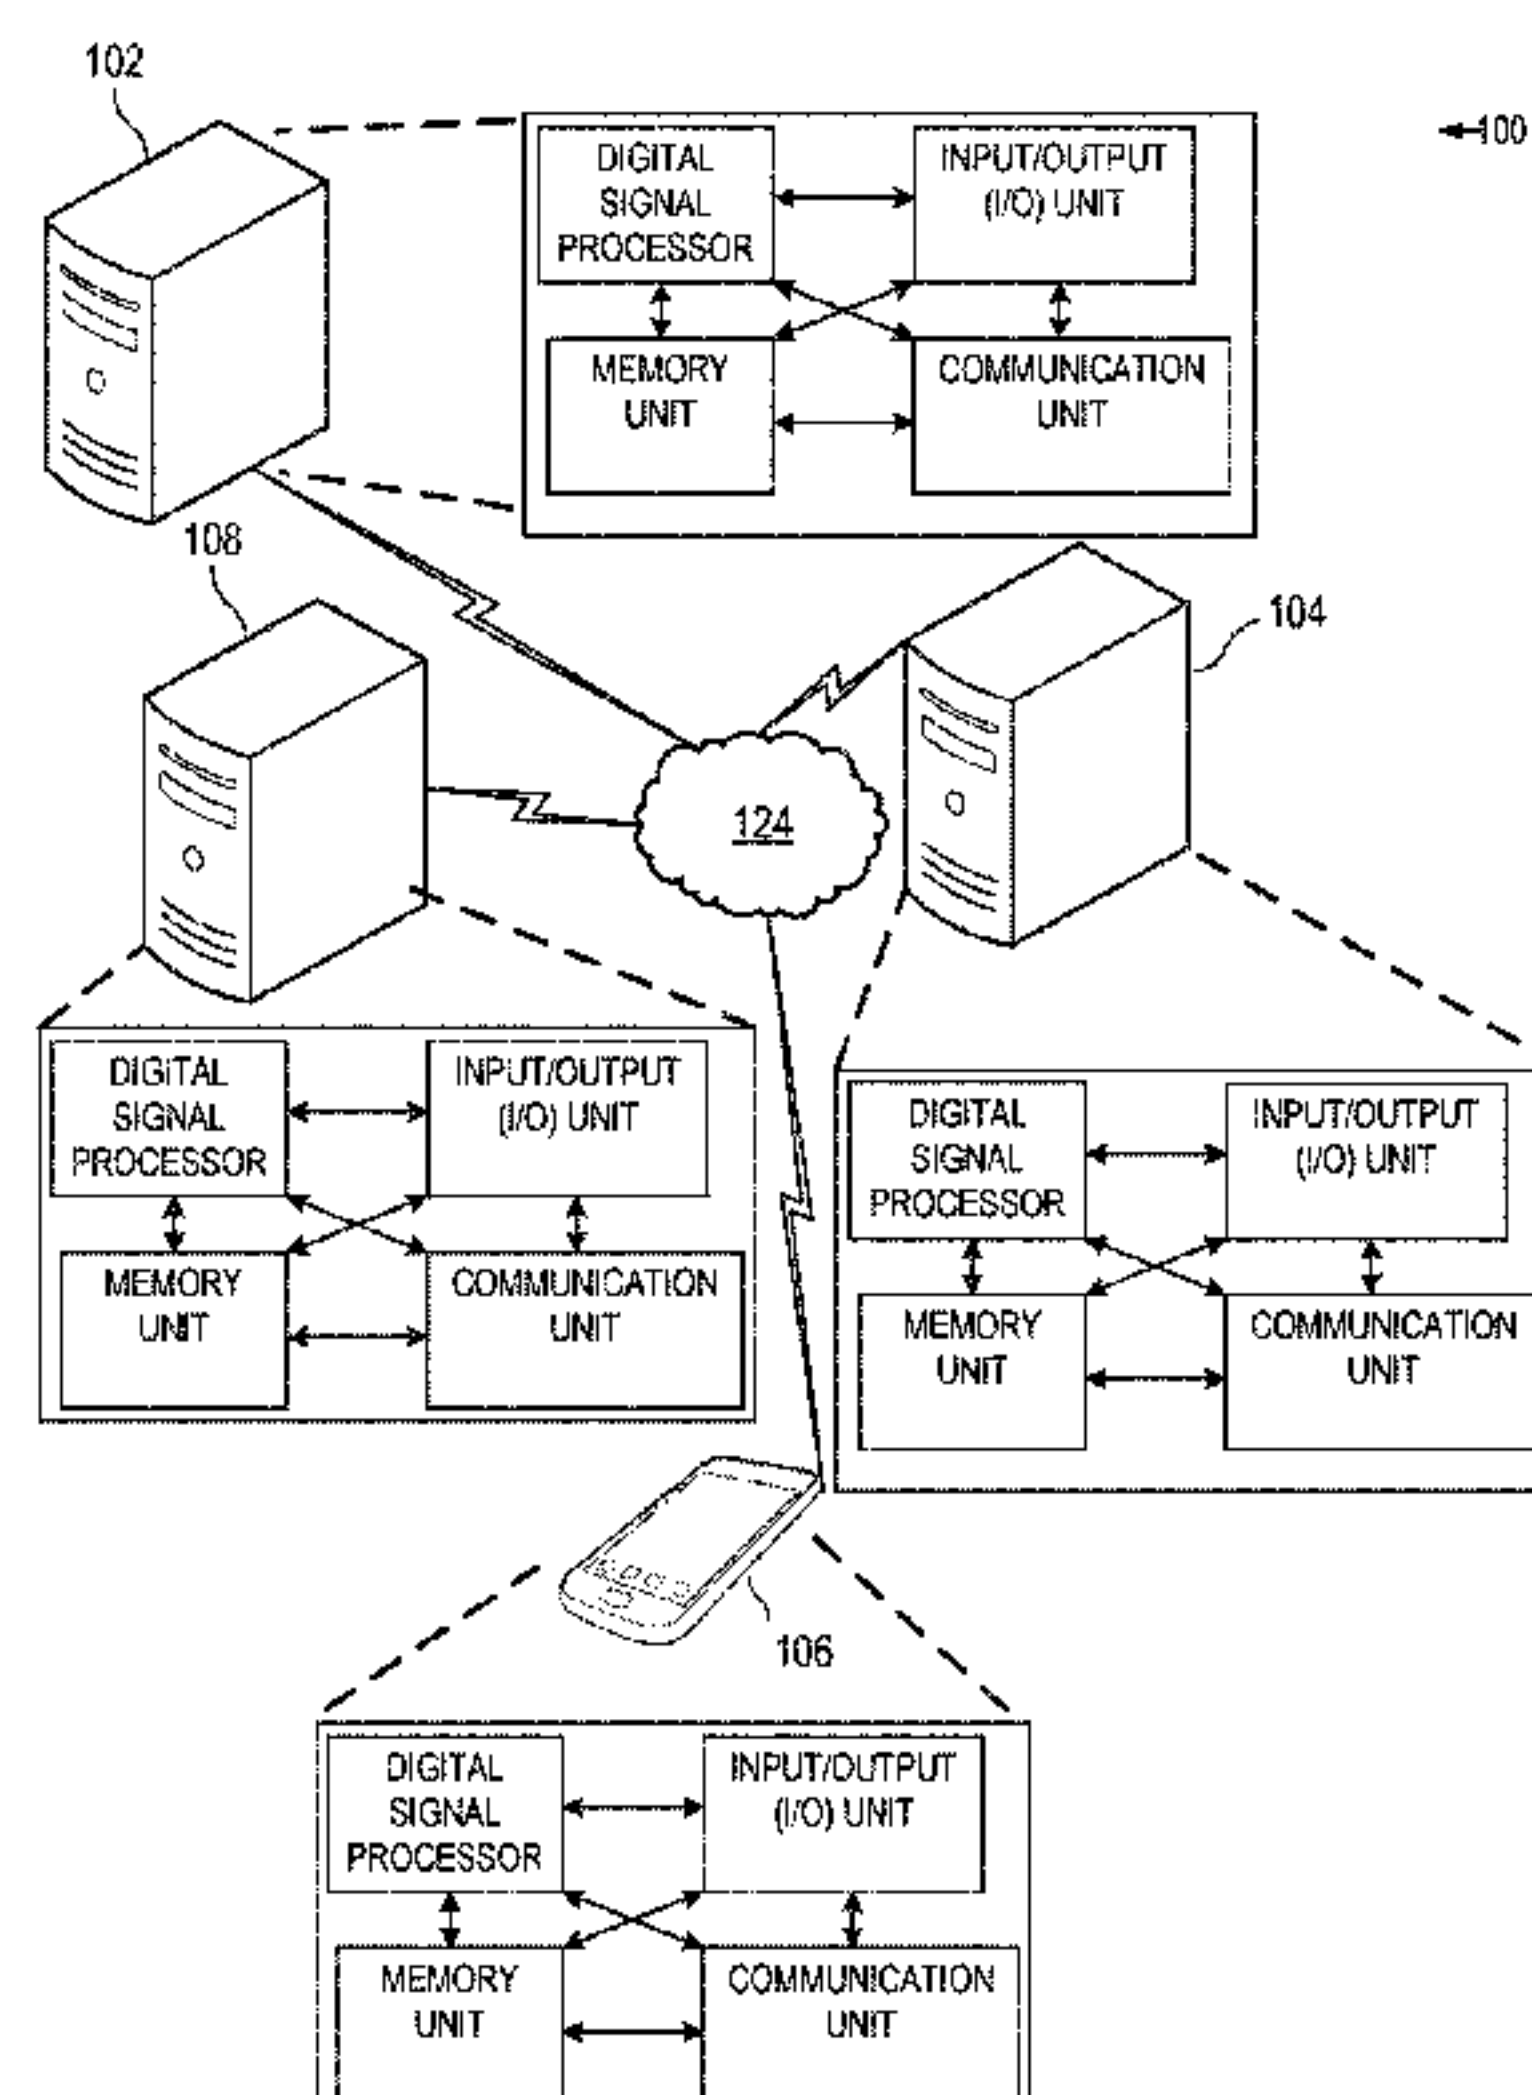 102
100
DIGITAL
SIGNAL
PROCESSOR
INPUT/OUTPUT
(I/O) UNIT
MEMORY
UNIT
COMMUNICATION
UNIT
108
104
124
DIGITAL
SIGNAL
PROCESSOR
INPUT/OUTPUT
(I/O) UNIT
MEMORY
UNIT
COMMUNICATION
UNIT
DIGITAL
SIGNAL
PROCESSOR
INPUT/OUTPUT
(I/O) UNIT
MEMORY
UNIT
COMMUNICATION
UNIT
106
DIGITAL
SIGNAL
PROCESSOR
INPUT/OUTPUT
(I/O) UNIT
MEMORY
UNIT
COMMUNICATION
UNIT